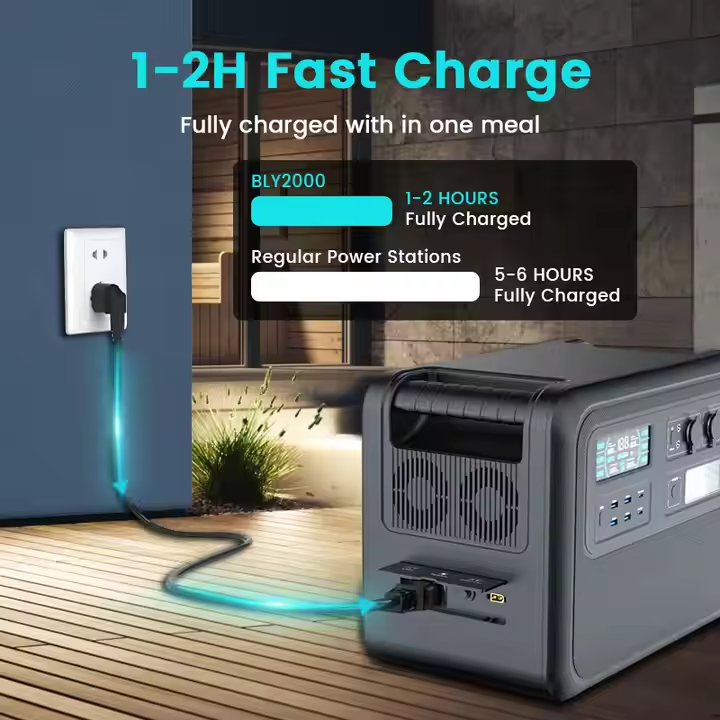 1-2H Fast Charge
Fully charged with in one meal
BLY2000
1-2 HOURS
Fully Charged
Regular Power Stations
5-6 HOURS
Fully Charged